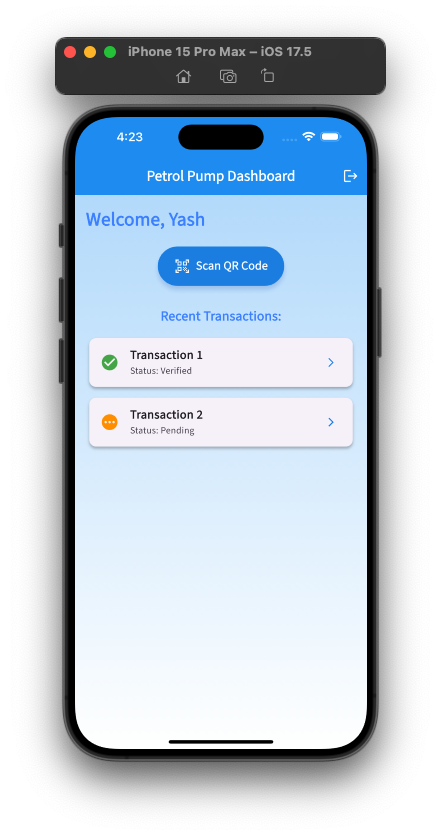 iPhone 15 Pro Max – iOS 17.5
4:23
Petrol Pump Dashboard
Welcome, Yash
Scan QR Code
Recent Transactions:
Transaction 1
Status: Verified
Transaction 2
Status: Pending